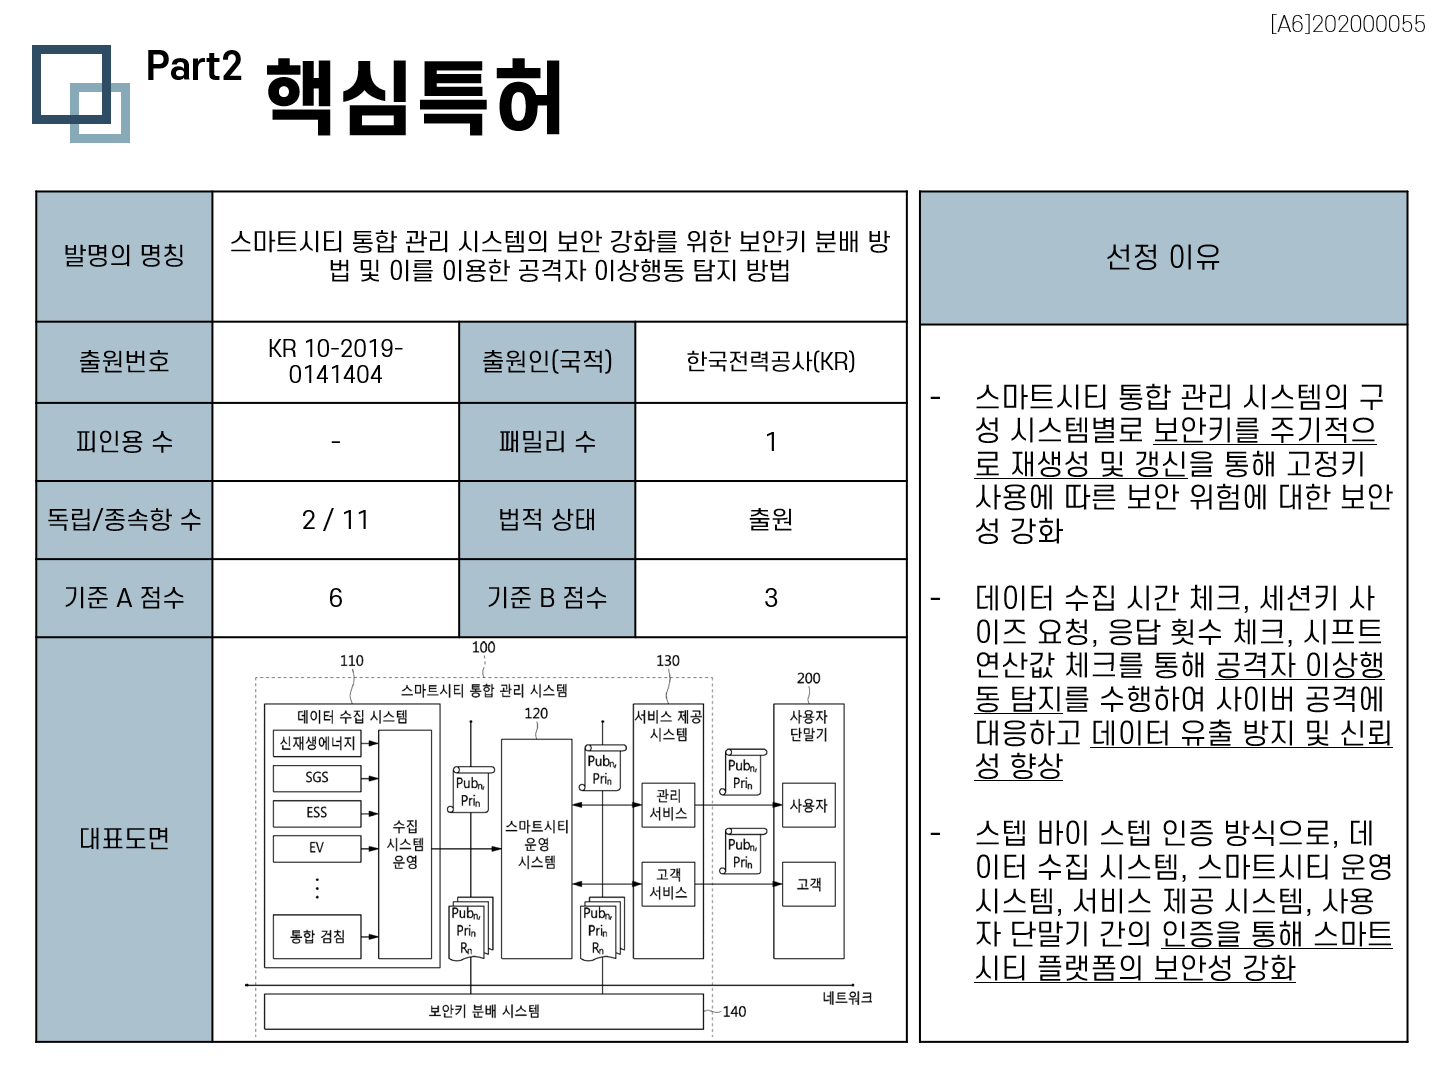 [A6]202000055
Part2 핵심특허
발명의 명칭
스마트시티 통합 관리 시스템의 보안 강화를 위한 보안키 분배 방
법 및 이를 이용한 공격자 이상행동 탐지 방법
출원번호
KR 10-2019-
0141404
출원인(국적)
한국전력공사(KR)
피인용 수
-
패밀리 수
1
독립/종속항 수
2 / 11
법적 상태
출원
기준 A 점수
6
기준 B 점수
3
대표도면
100
110
130
200
스마트시티 통합 관리 시스템
데이터 수집 시스템
120
서비스 제공
시스템
사용자
단말기
신재생에너지
SGS
ESS
EV
통합 검침
수집
시스템
운영
Pubn,
Prin
스마트시티
운영
시스템
Pubn,
Prin
관리
서비스
고객
서비스
Pubn,
Prin
Pubn,
Prin
사용자
고객
Pubn,
Prin
Rn
Pubn,
Prin
Rn
네트워크
보안키 분배 시스템
140
선정 이유
- 스마트시티 통합 관리 시스템의 구
성 시스템별로 보안키를 주기적으
로 재생성 및 갱신을 통해 고정키
사용에 따른 보안 위험에 대한 보안
성 강화
- 데이터 수집 시간 체크, 세션키 사
이즈 요청, 응답 횟수 체크, 시프트
연산값 체크를 통해 공격자 이상행
동 탐지를 수행하여 사이버 공격에
대응하고 데이터 유출 방지 및 신뢰
성 향상
- 스텝 바이 스텝 인증 방식으로, 데
이터 수집 시스템, 스마트시티 운영
시스템, 서비스 제공 시스템, 사용
자 단말기 간의 인증을 통해 스마트
시티 플랫폼의 보안성 강화